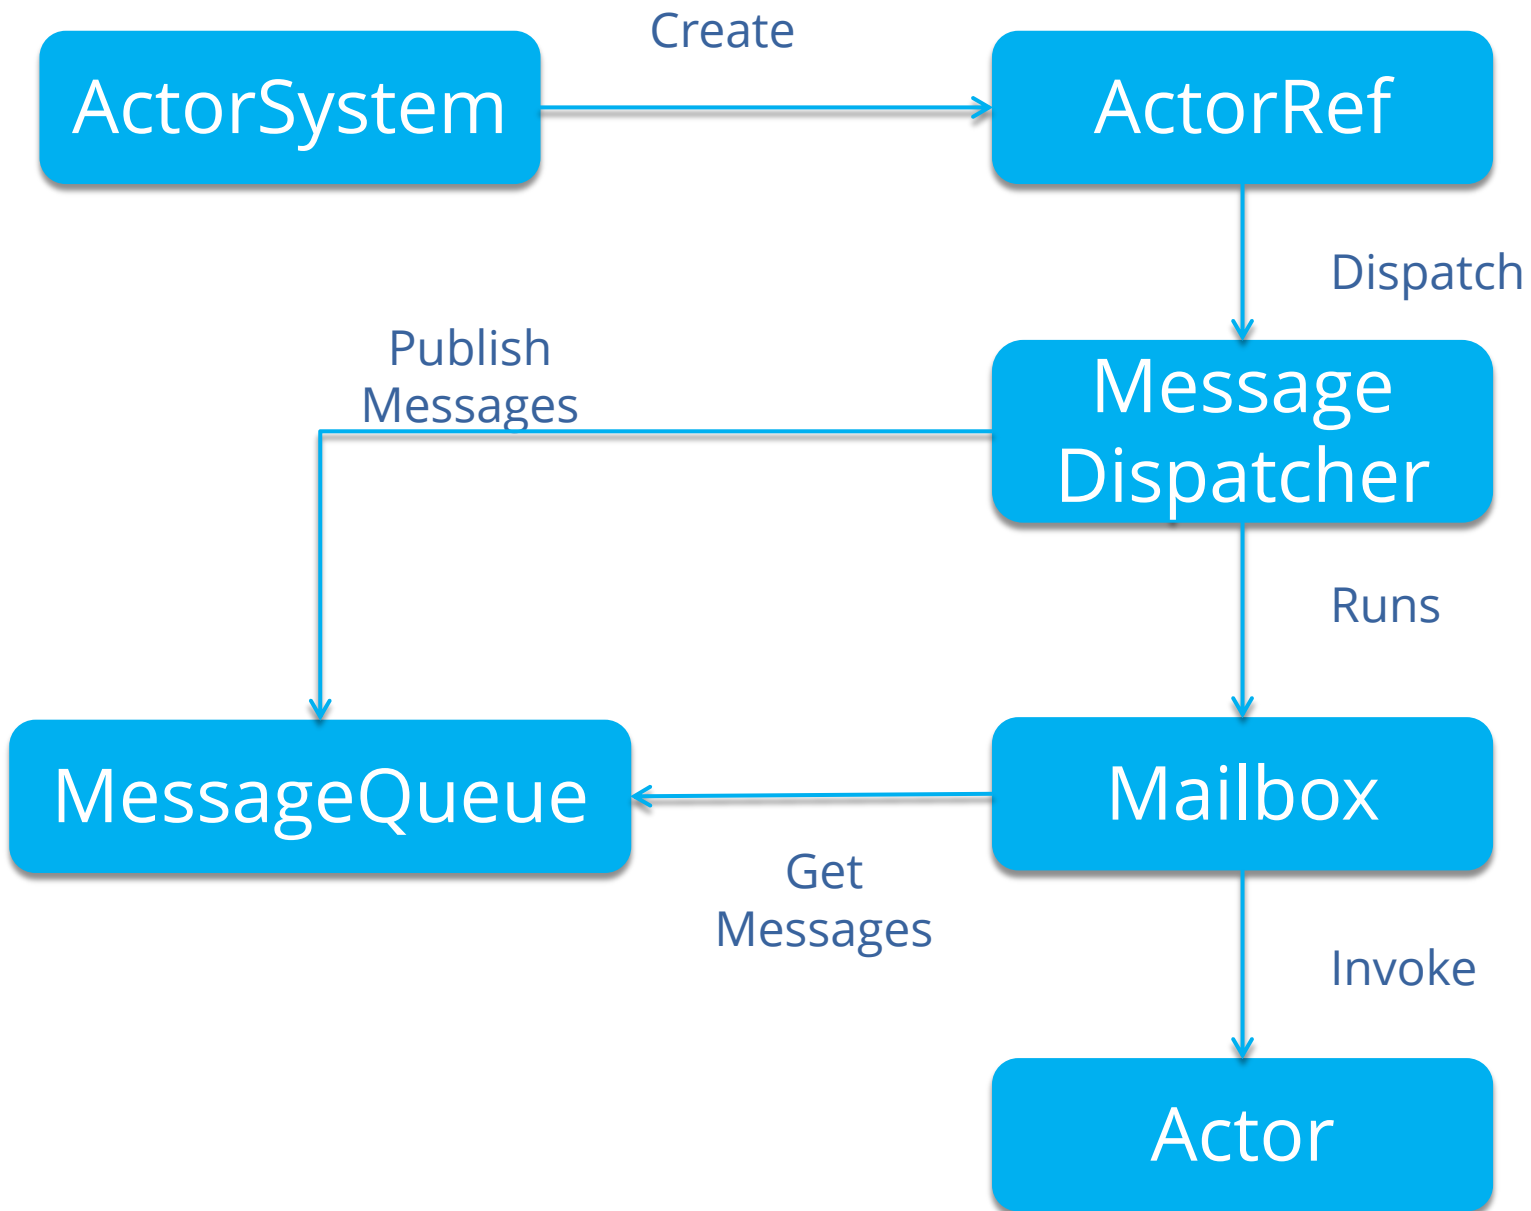 Create
ActorSystem
ActorRef
Dispatch
Publish
Messages
Message
Dispatcher
Runs
MessageQueue
Mailbox
Get
Messages
Invoke
Actor